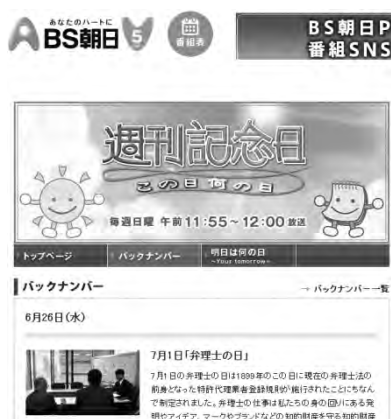 あなたのハートに
BS朝日 5
番組表
BS朝日P
番組SNS
週刊記念日
この日何の日
毎週日曜 午前11:55~12:00 放送
トップページ
バックナンバー
明日は何の日
~Your tomorrow~
バックナンバー
→ バックナンバー一覧
6月26日(水)
7月1日「弁理士の日」
7月1日の弁理士の日は1899年のこの日に現在の弁理士法の
前身となった特許代理業者登録規則が施行されたことにちなん
で制定されました。弁理士の仕事は私たちの身の回りにある発
明やアイデア、マークやブランドなどの知的財産を守る知的財産